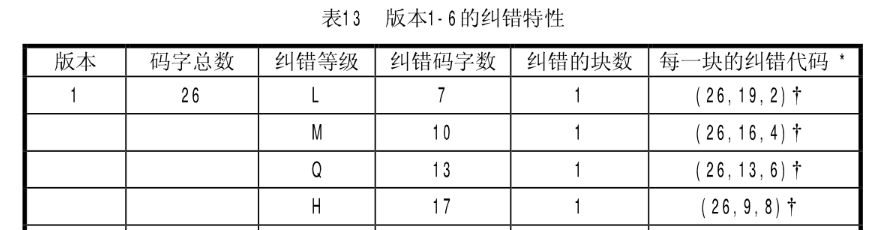 表13 版本1-6的纠错特性
版本 码字总数 纠错等级 纠错码字数 纠错的块数 每一块的纠错代码 *
1 26 L 7 1 (26,19,2)†
M 10 1 (26,16,4)†
Q 13 1 (26,13,6)†
H 17 1 (26,9,8)†